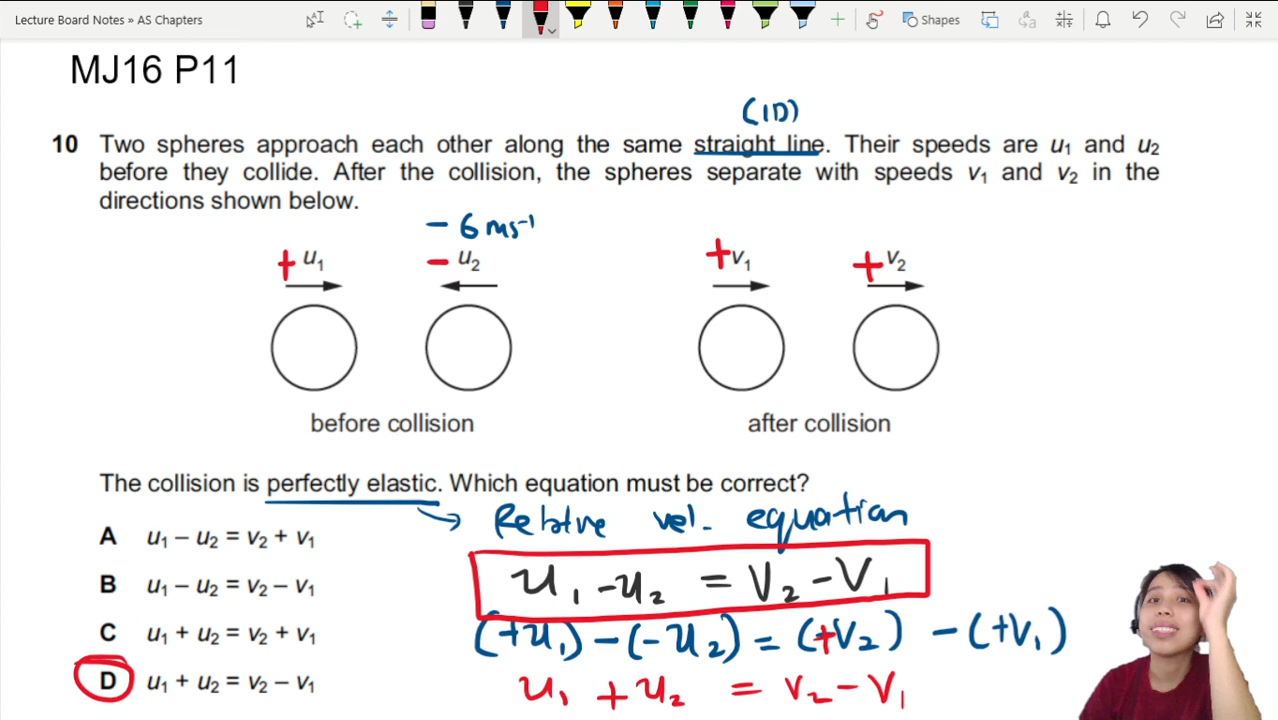 Lecture Board Notes » AS Chapters
Shapes
MJ16 P11
(1D)
10 Two spheres approach each other along the same straight line. Their speeds are u₁ and u₂
before they collide. After the collision, the spheres separate with speeds v₁ and v₂ in the
directions shown below.
− 6 ms⁻¹
+ u₁ − u₂ + v₁ + v₂
before collision after collision
The collision is perfectly elastic. Which equation must be correct?
→ Relative vel. equation
A u₁ − u₂ = v₂ + v₁
B u₁ − u₂ = v₂ − v₁
u₁ − u₂ = v₂ − v₁
C u₁ + u₂ = v₂ + v₁
(+u₁) − (−u₂) = (+v₂) − (+v₁)
D u₁ + u₂ = v₂ − v₁
u₁ + u₂ = v₂ − v₁